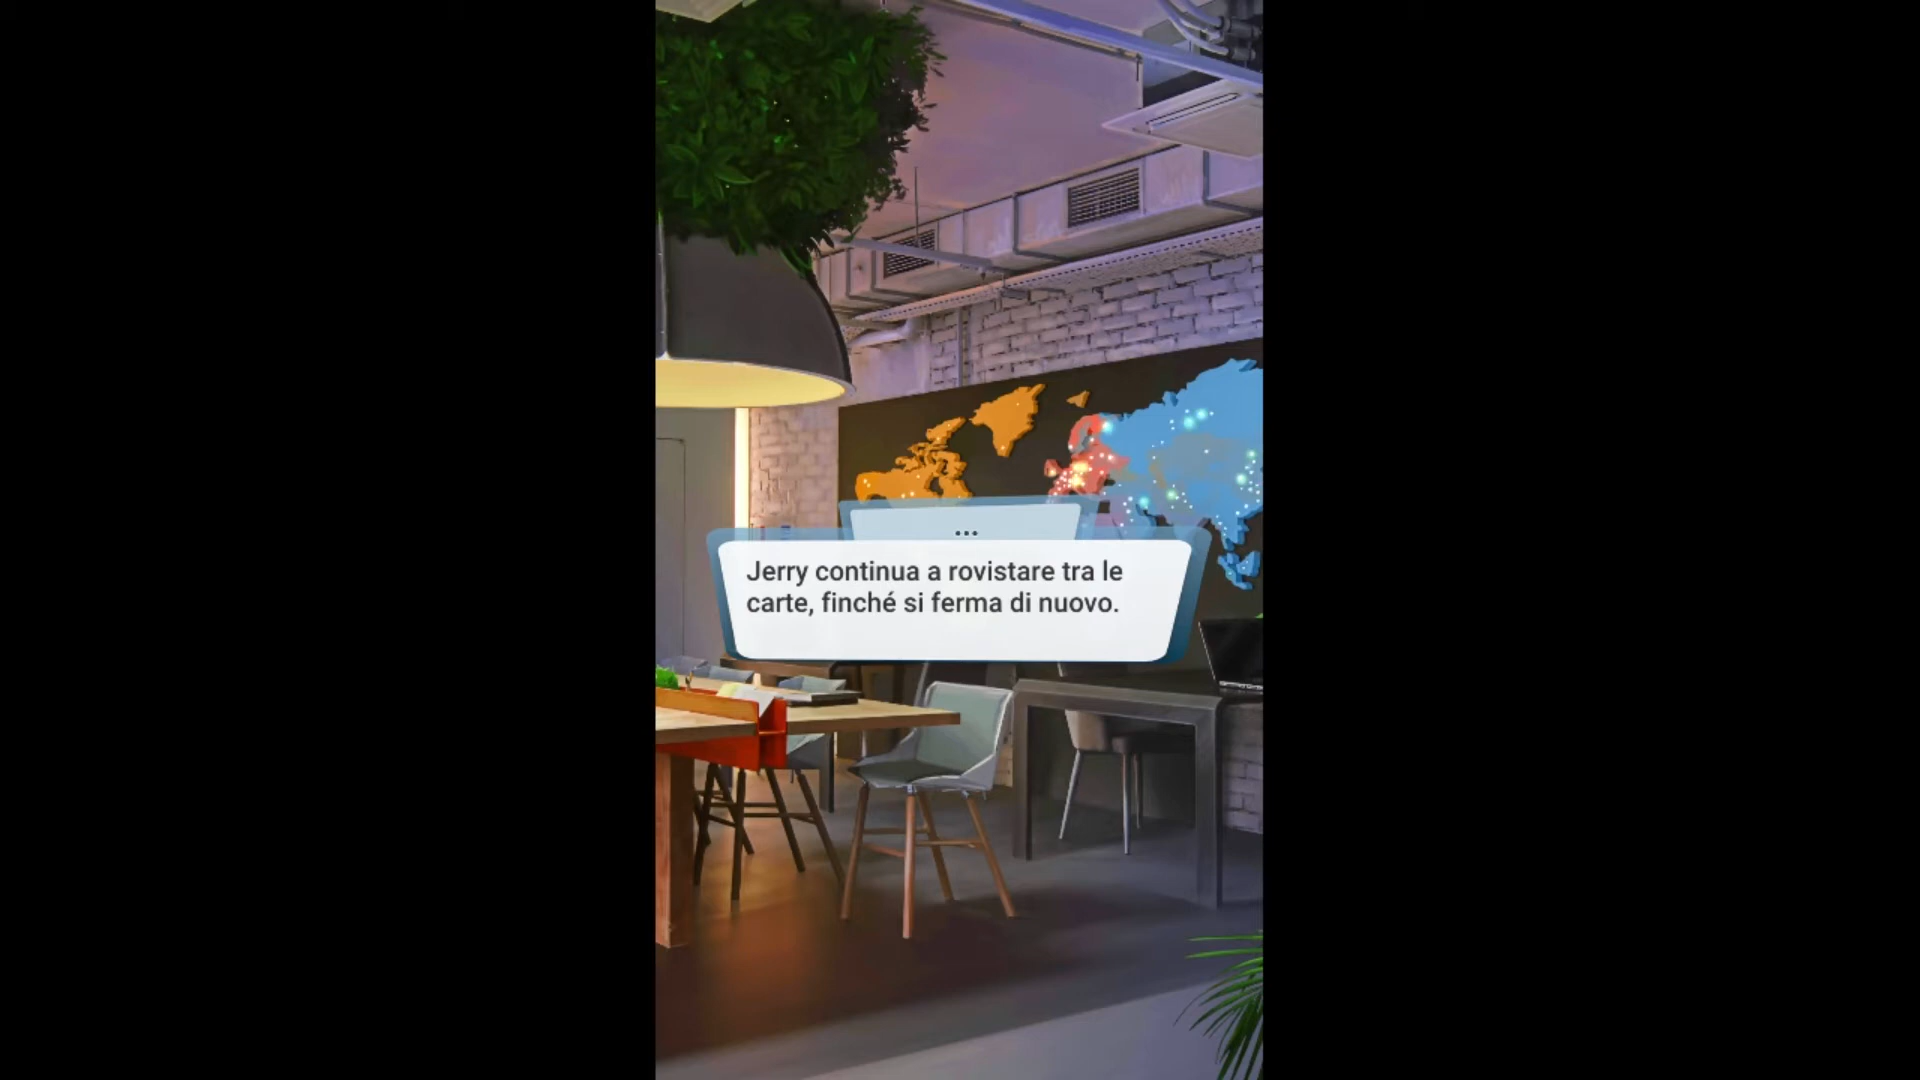 ...
Jerry continua a rovistare tra le
carte, finché si ferma di nuovo.